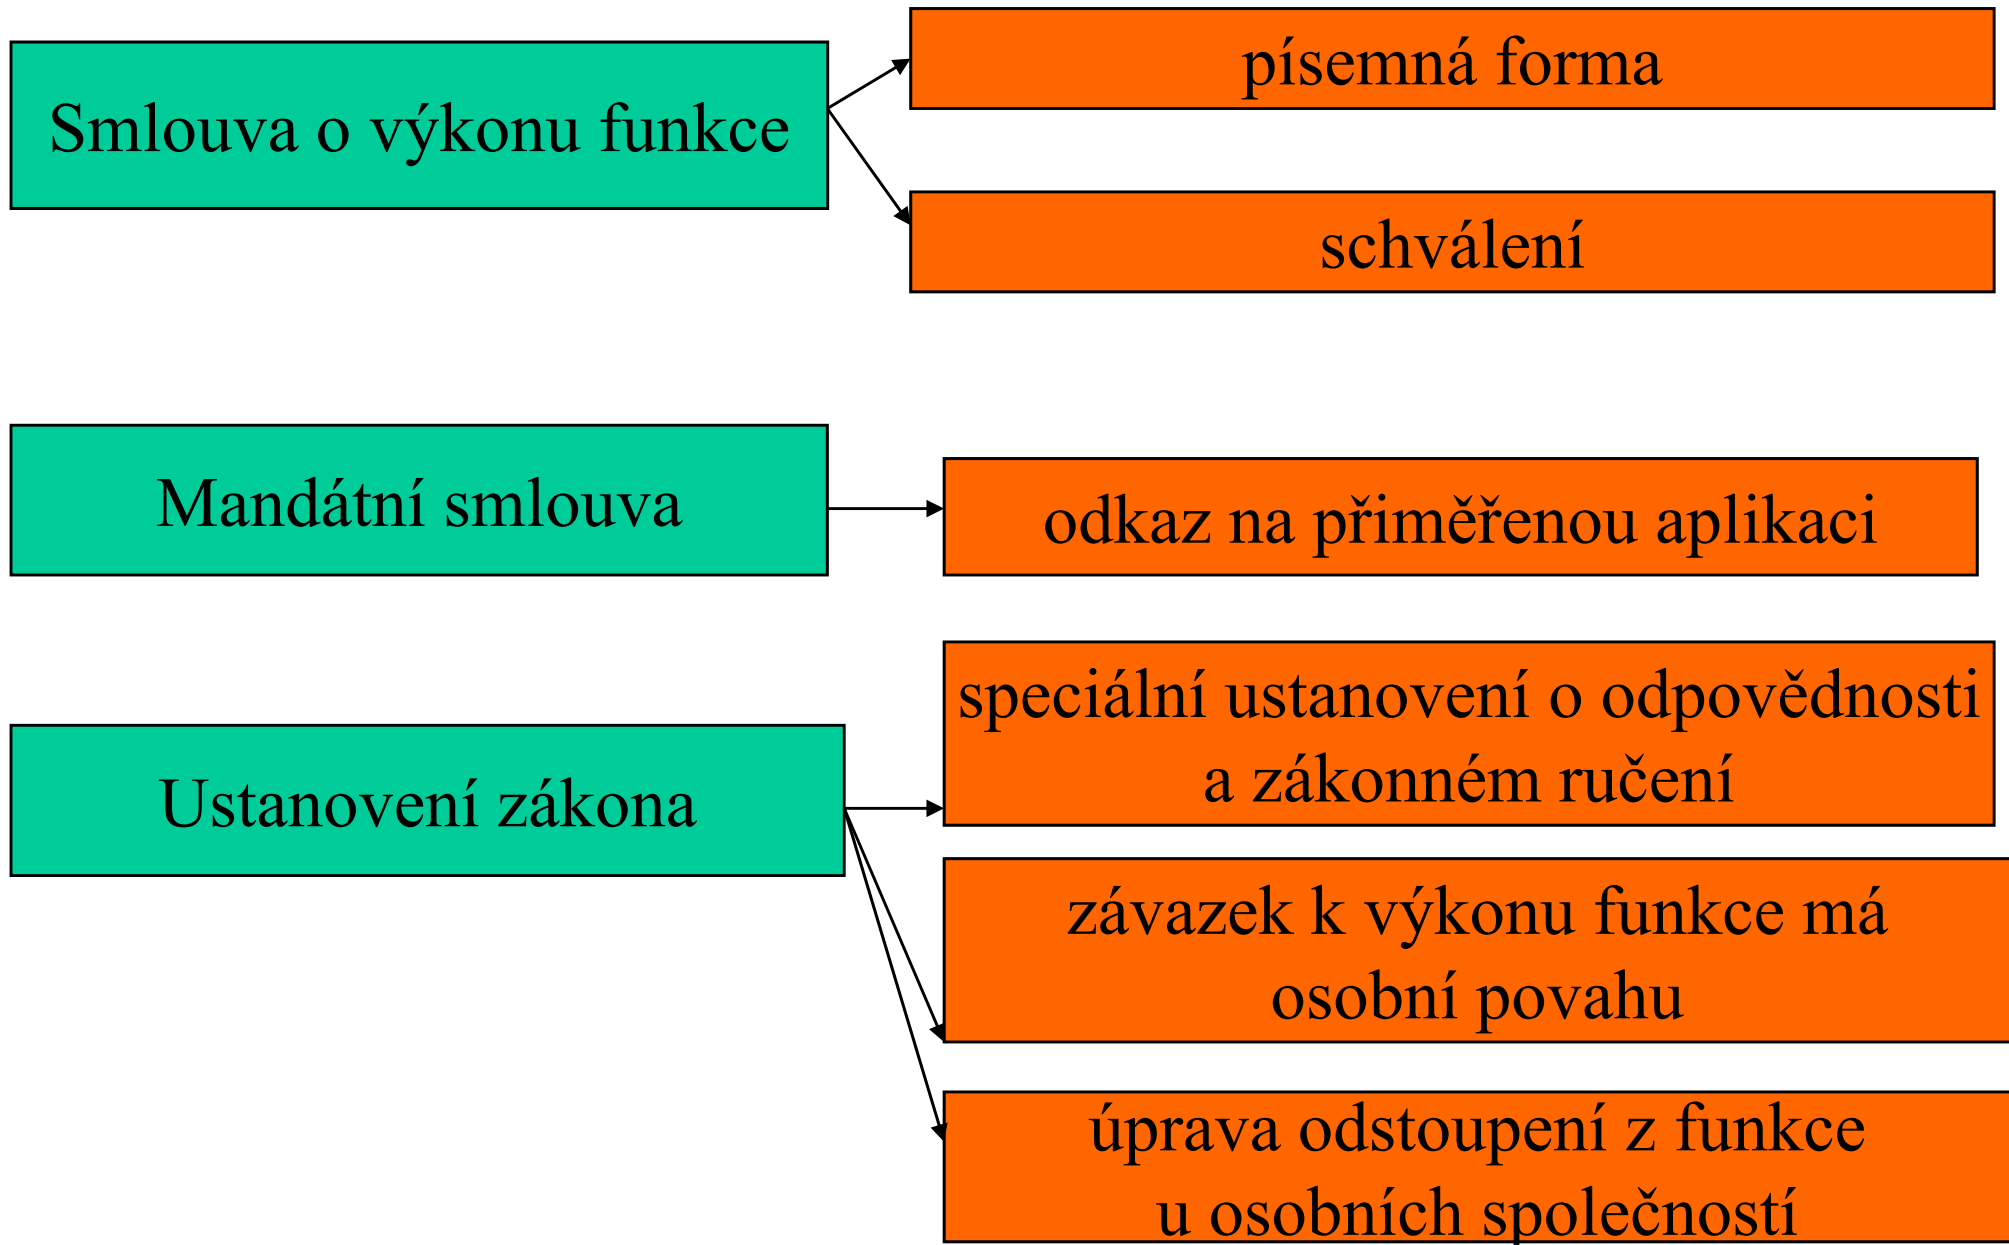 Smlouva o výkonu funkce
písemná forma
schválení
Mandátní smlouva
odkaz na přiměřenou aplikaci
Ustanovení zákona
speciální ustanovení o odpovědnosti
a zákonném ručení
závazek k výkonu funkce má
osobní povahu
úprava odstoupení z funkce
u osobních společností